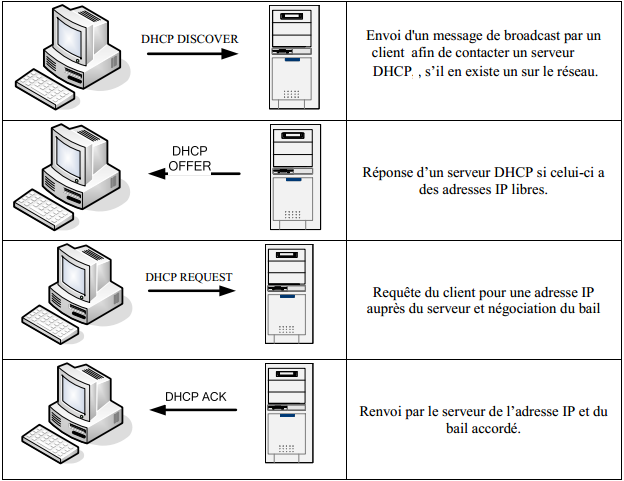 DHCP DISCOVER
Envoi d'un message de broadcast par un
client afin de contacter un serveur
DHCP. , s’il en existe un sur le réseau.
DHCP
OFFER
Réponse d’un serveur DHCP si celui-ci a
des adresses IP libres.
DHCP REQUEST
Requête du client pour une adresse IP
auprès du serveur et négociation du bail
DHCP ACK
Renvoi par le serveur de l’adresse IP et du
bail accordé.